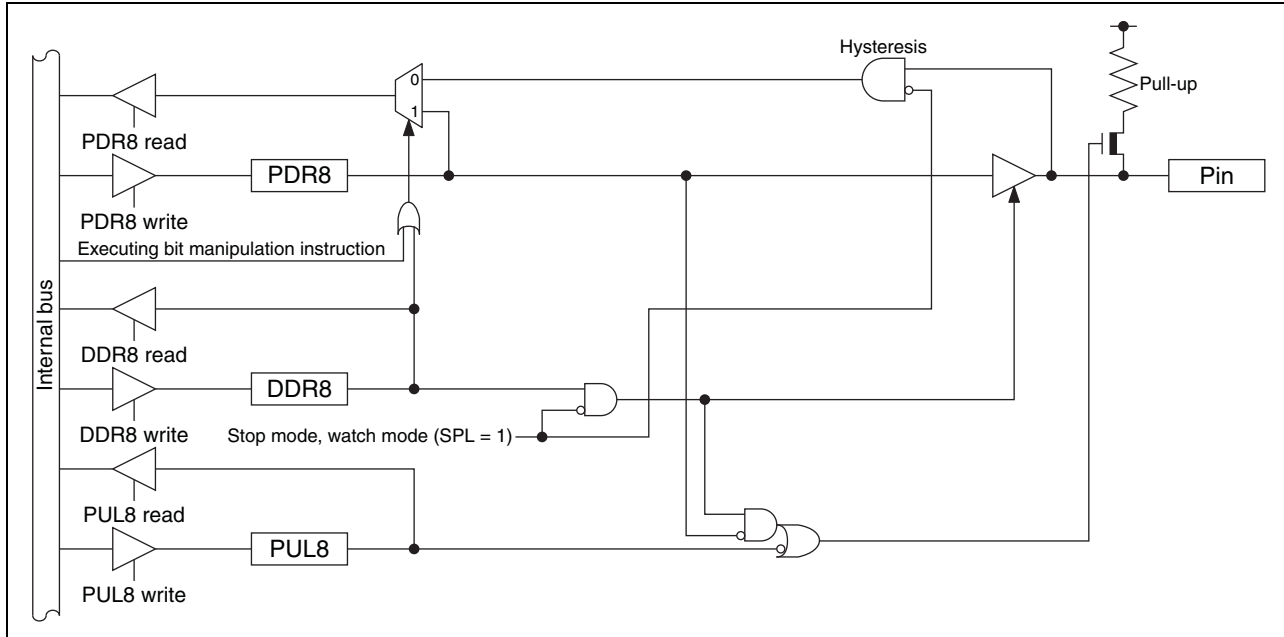 Hysteresis
0
Pull-up
1
PDR8 read
PDR8
Pin
PDR8 write
Executing bit manipulation instruction
Internal bus
DDR8 read
DDR8
DDR8 write
Stop mode, watch mode (SPL = 1)
PUL8 read
PUL8
PUL8 write